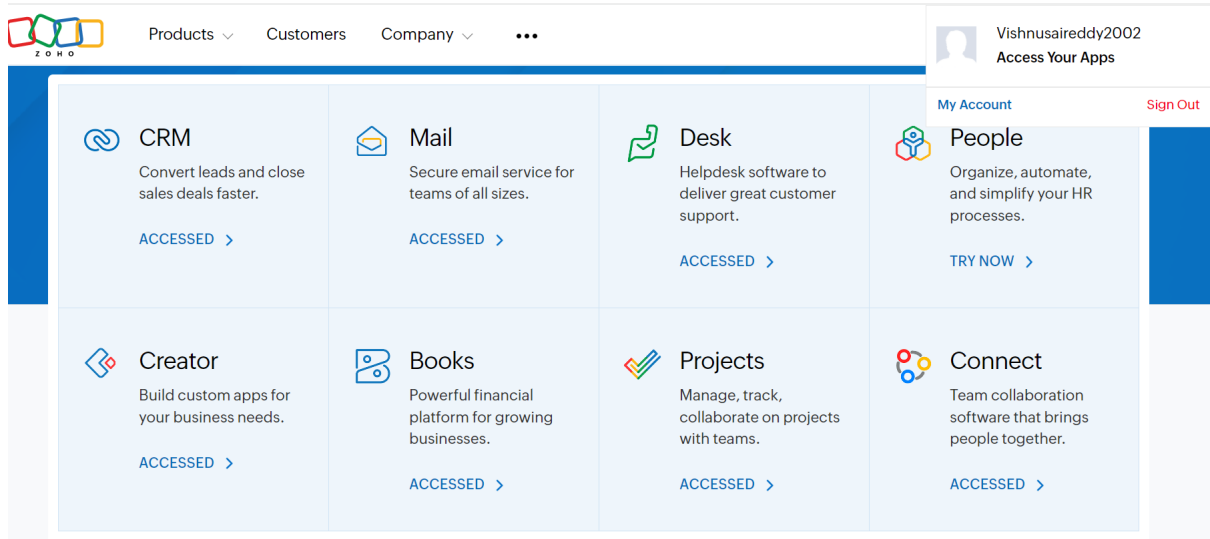 ZOHO
Products
Customers
Company
•••
Vishnusaireddy2002
Access Your Apps
My Account
Sign Out
CRM
Convert leads and close
sales deals faster.
ACCESSED >
Mail
Secure email service for
teams of all sizes.
ACCESSED >
Desk
Helpdesk software to
deliver great customer
support.
ACCESSED >
People
Organize, automate,
and simplify your HR
processes.
TRY NOW >
Creator
Build custom apps for
your business needs.
ACCESSED >
Books
Powerful financial
platform for growing
businesses.
ACCESSED >
Projects
Manage, track,
collaborate on projects
with teams.
ACCESSED >
Connect
Team collaboration
software that brings
people together.
ACCESSED >